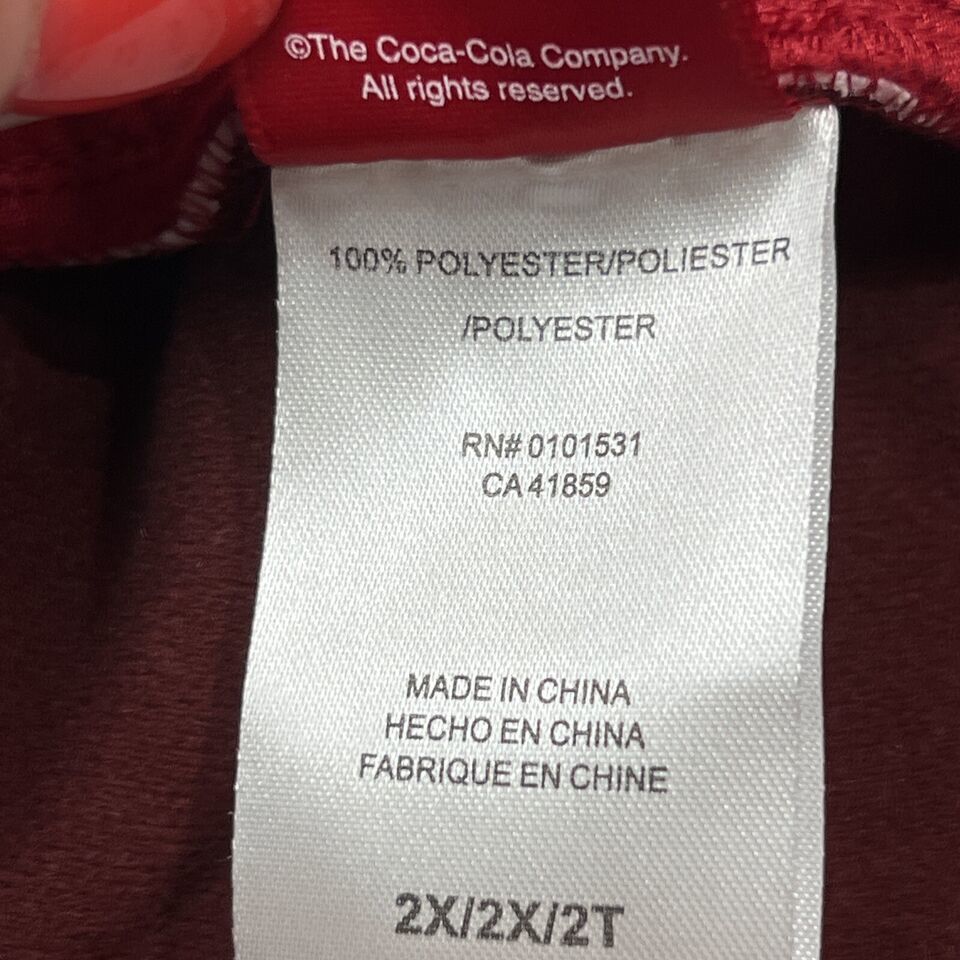 ©The Coca-Cola Company.
All rights reserved.
100% POLYESTER/POLIESTER
/POLYESTER
RN# 0101531
CA 41859
MADE IN CHINA
HECHO EN CHINA
FABRIQUE EN CHINE
2X/2X/2T